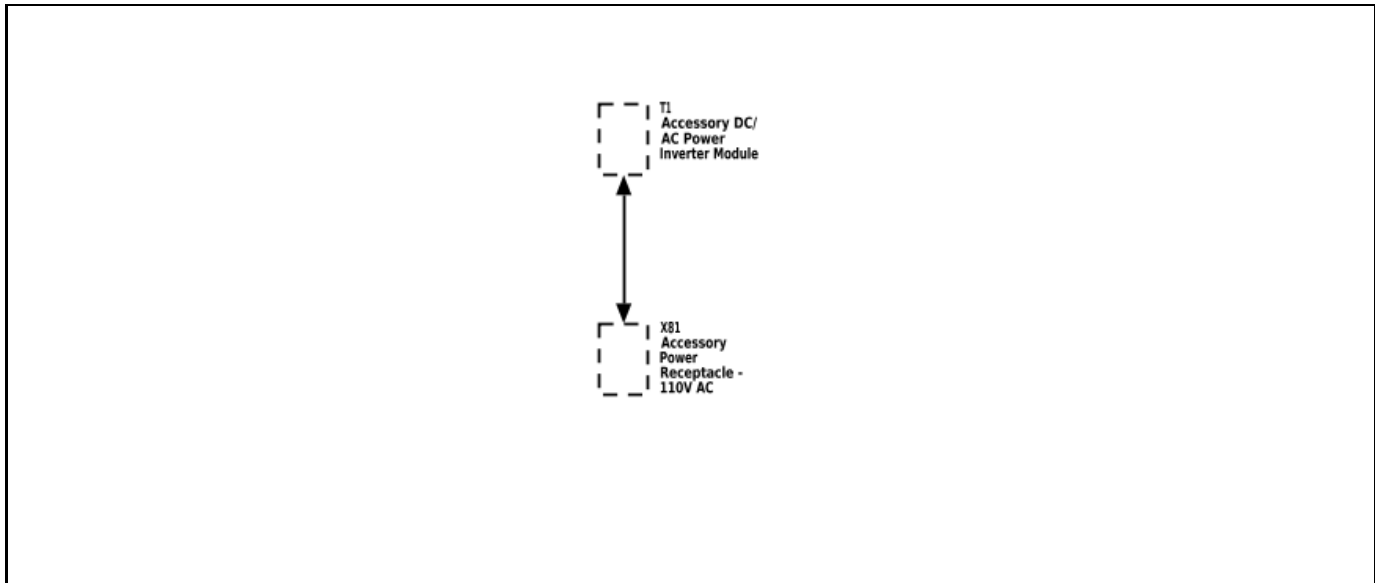 T1
Accessory DC/
AC Power
Inverter Module
X81
Accessory
Power
Receptacle -
110V AC